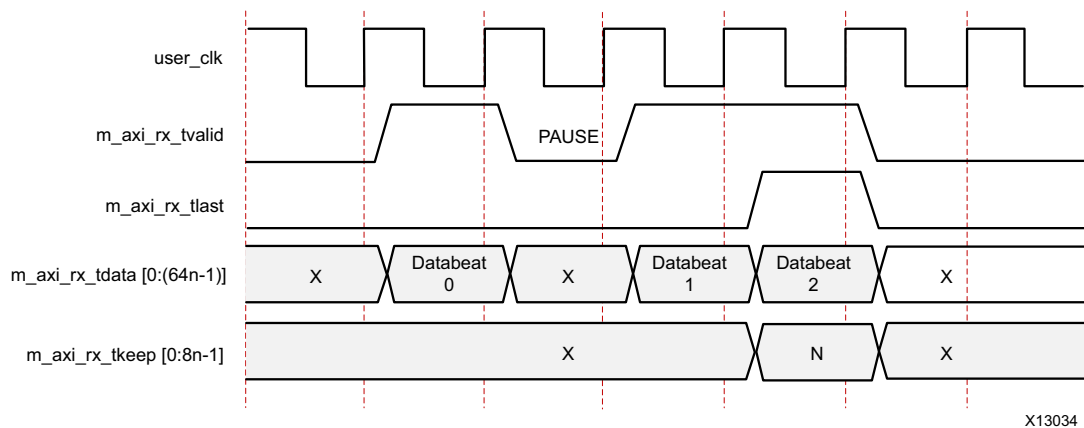 user_clk
m_axi_rx_tvalid
PAUSE
m_axi_rx_tlast
m_axi_rx_tdata [0:(64n-1)]
X
Databeat
0
X
Databeat
1
Databeat
2
X
m_axi_rx_tkeep [0:8n-1]
X
N
X
X13034